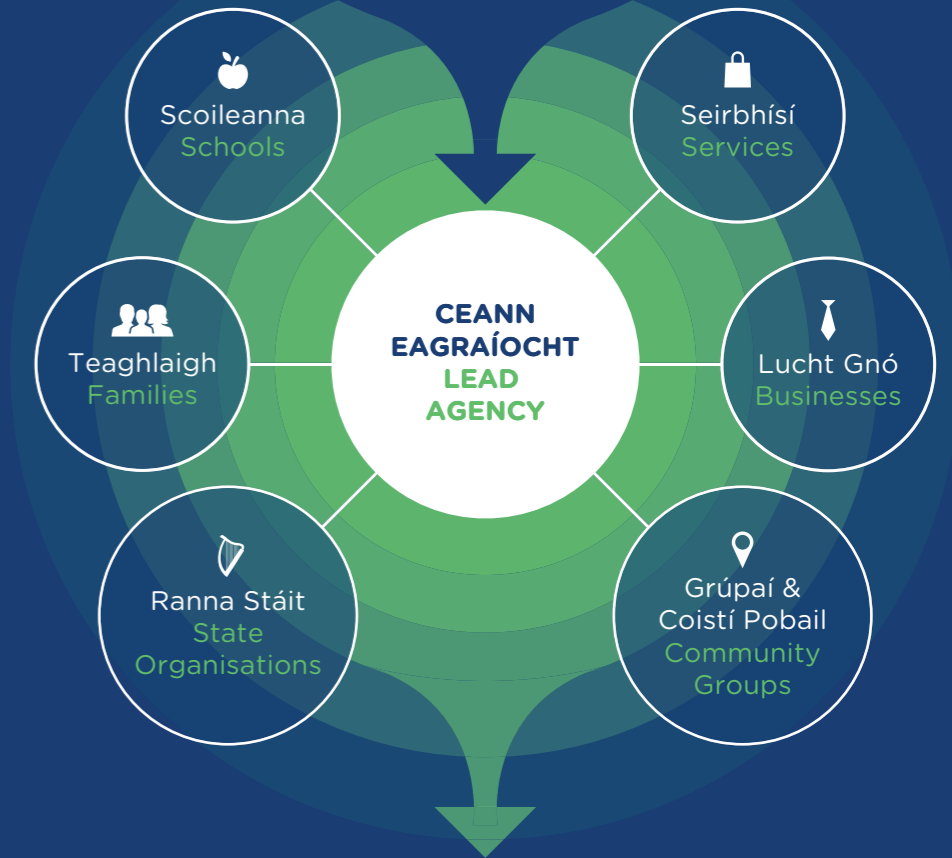 Scoileanna
Schools
Seirbhísí
Services
CEANN
EAGRAÍOCHT
LEAD
AGENCY
Teaghlaigh
Families
Lucht Gnó
Businesses
Ranna Stáit
State
Organisations
Grúpaí &
Coistí Pobail
Community
Groups